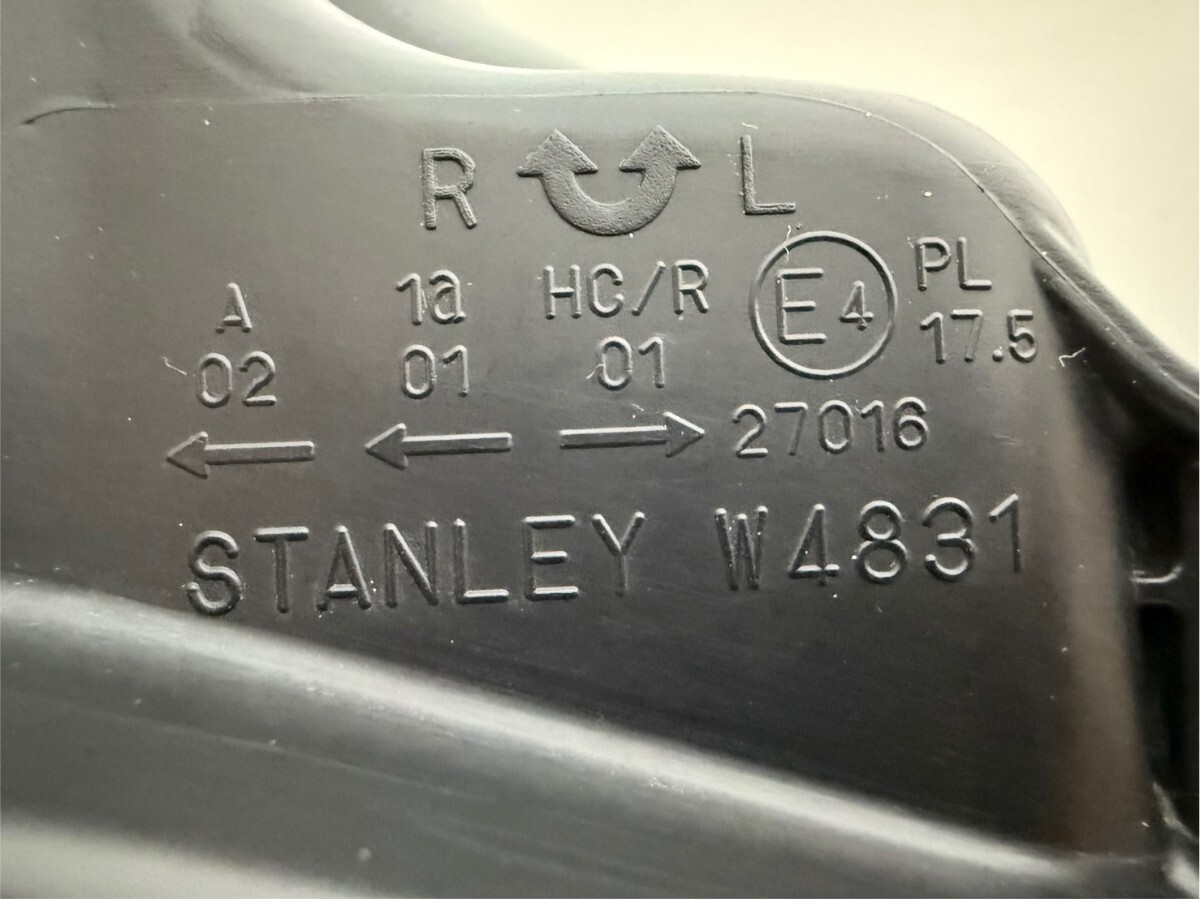 R L
A 1a HC/R E4 PL
02 01 01 17.5
27016
STANLEY W4831